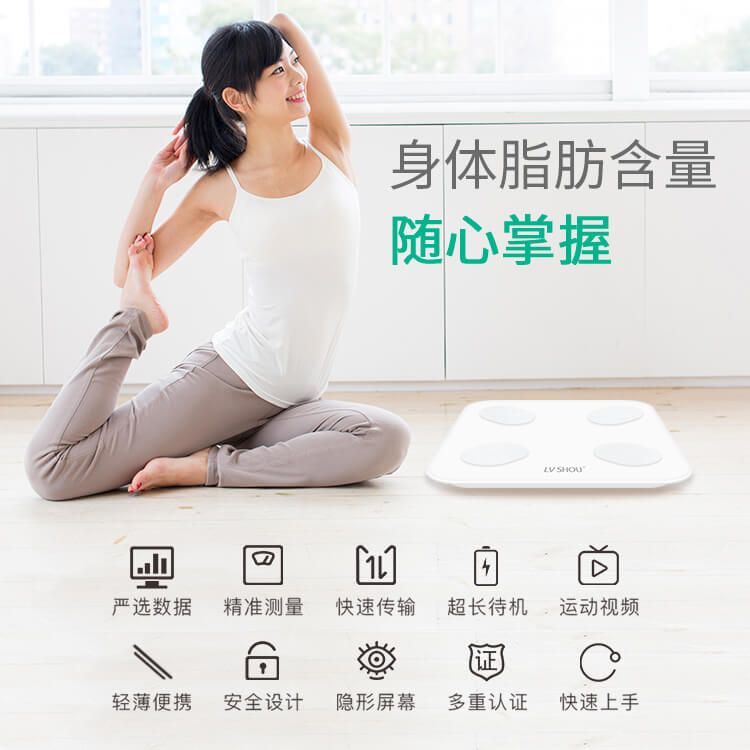 身体脂肪含量
随心掌握
LV SHOU
严选数据 精准测量 快速传输 超长待机 运动视频
证
轻薄便携 安全设计 隐形屏幕 多重认证 快速上手